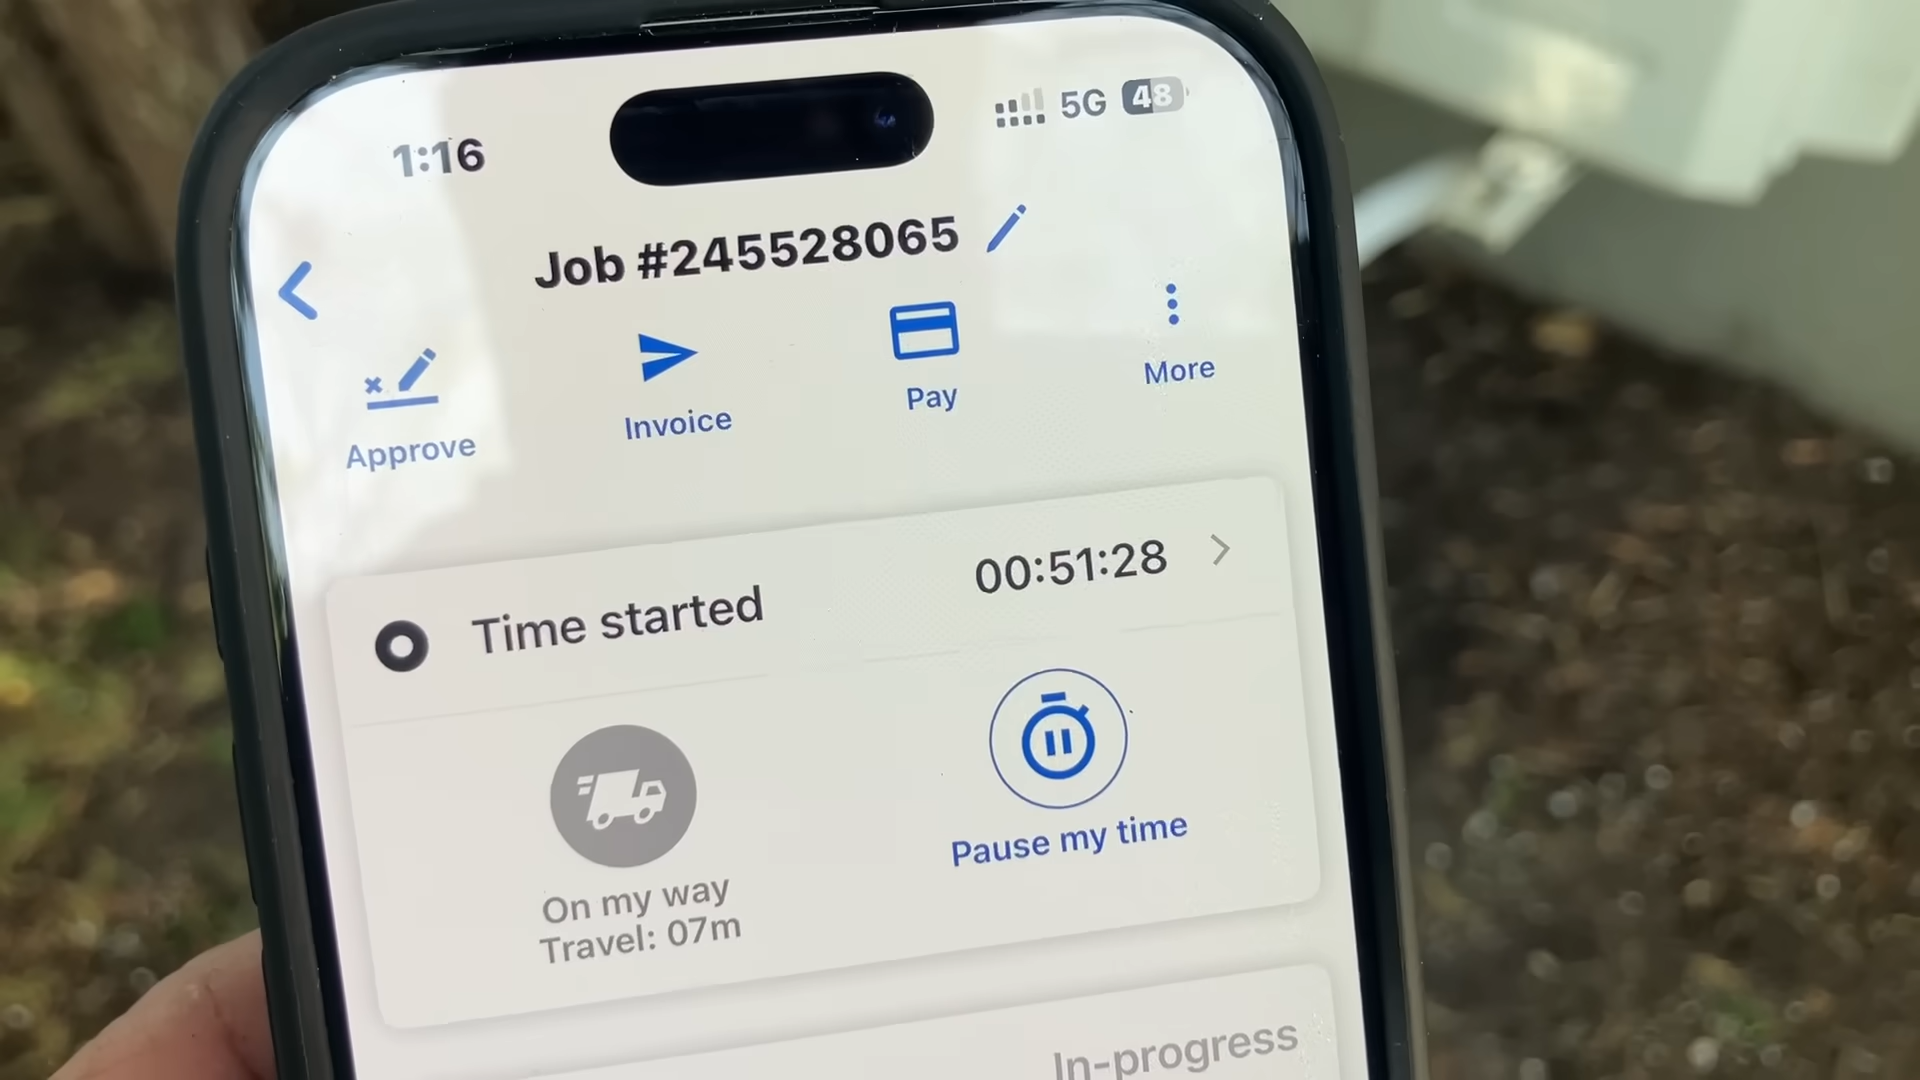 1:16
5G 48
Job #245528065
Approve
Invoice
Pay
More
Time started
00:51:28
On my way
Travel: 07m
Pause my time
In-progress